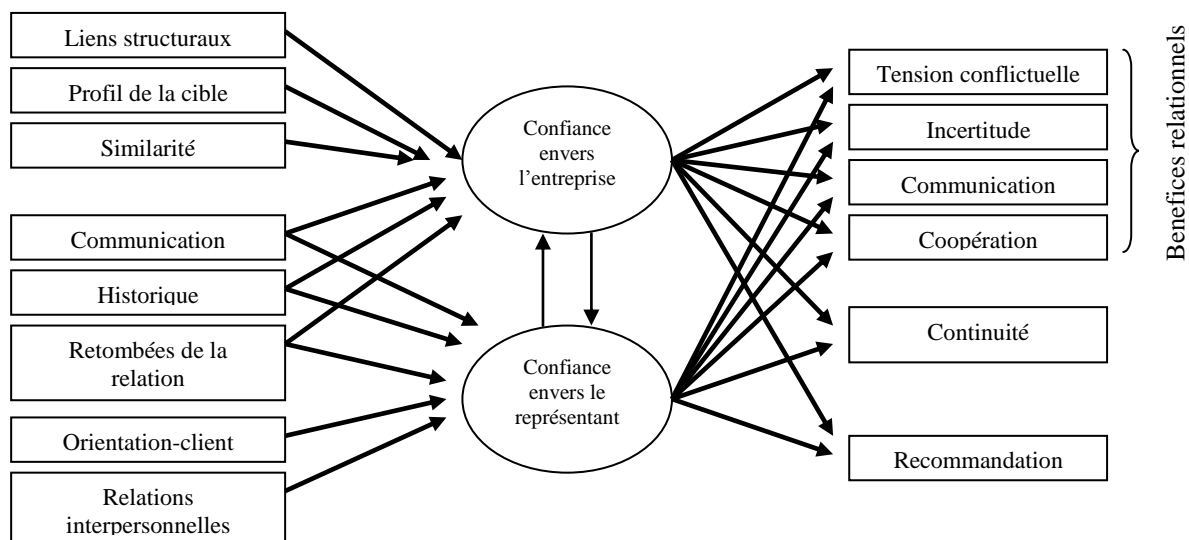 Liens structuraux
Profil de la cible
Similarité
Communication
Historique
Retombées de la
relation
Orientation-client
Relations
interpersonnelles
Confiance
envers
l’entreprise
Confiance
envers le
représentant
Tension conflictuelle
Incertitude
Communication
Coopération
Continuité
Recommandation
Benefices relationnels